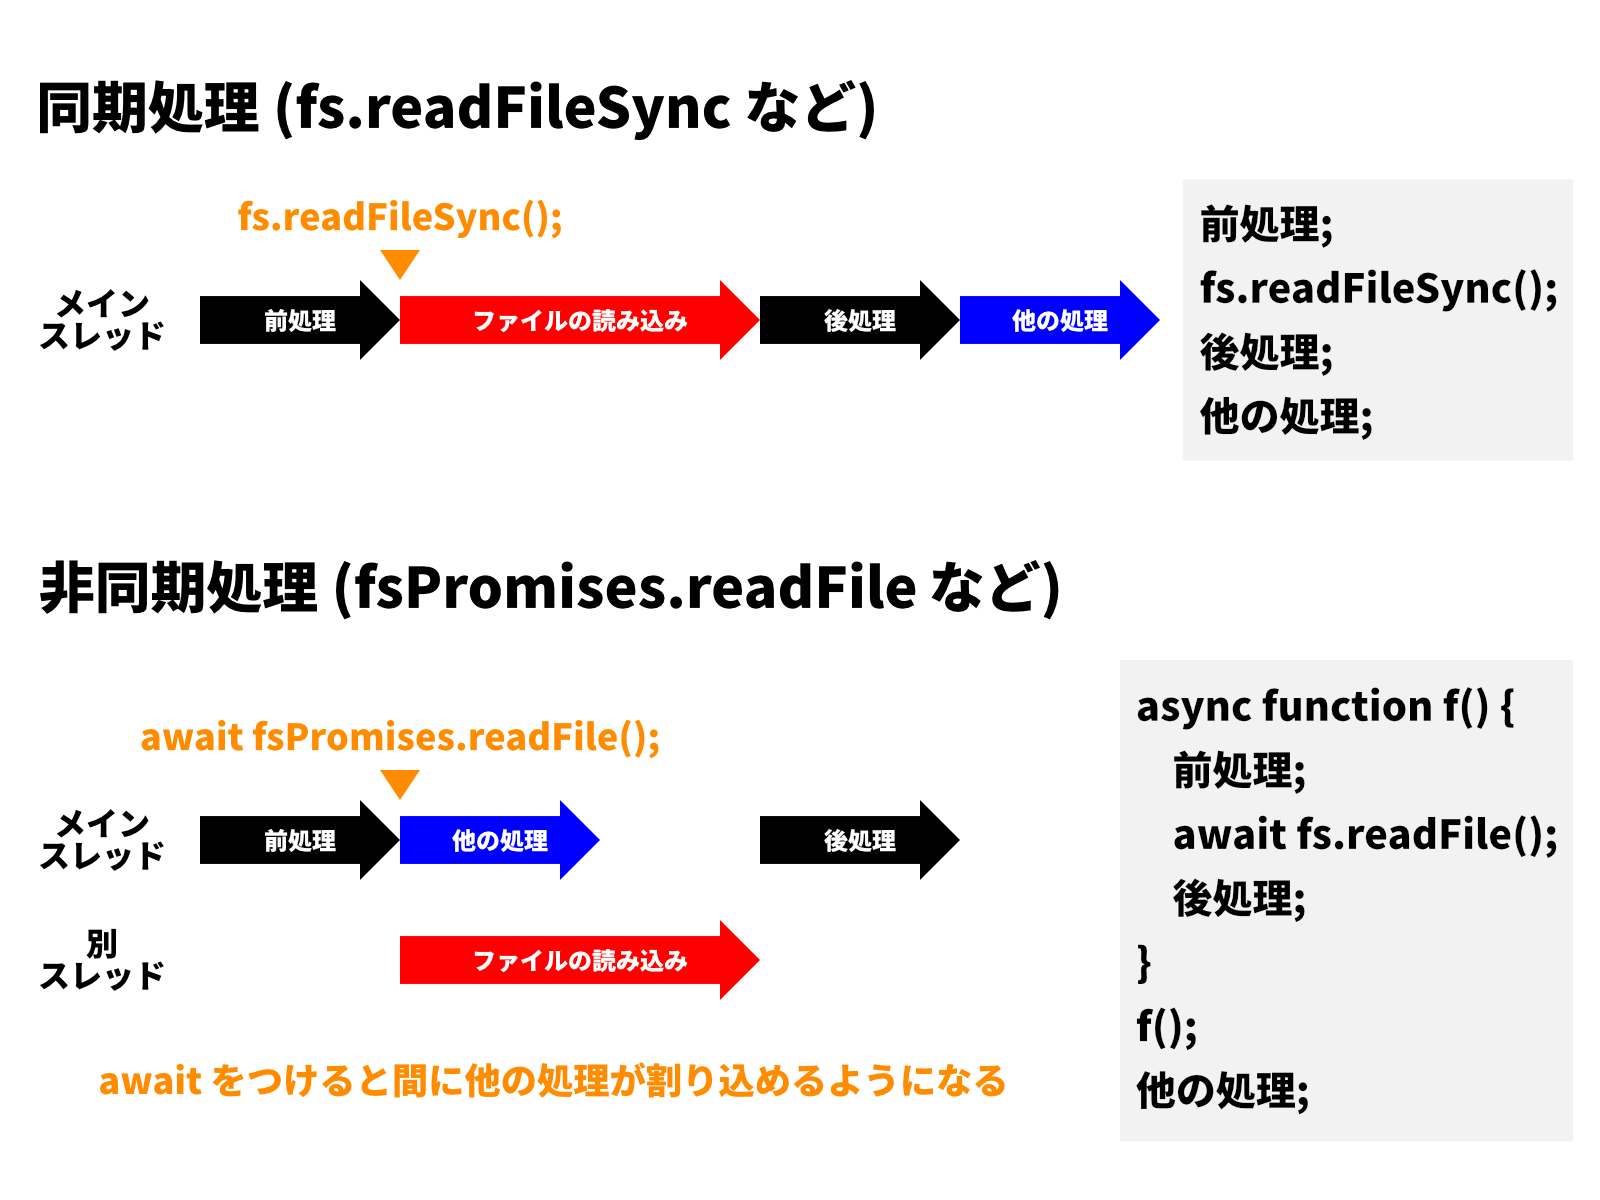 同期処理 (fs.readFileSync など)
fs.readFileSync();
メイン
スレッド
前処理
ファイルの読み込み
後処理
他の処理
前処理;
fs.readFileSync();
後処理;
他の処理;
非同期処理 (fsPromises.readFile など)
await fsPromises.readFile();
メイン
スレッド
前処理
他の処理
後処理
別
スレッド
ファイルの読み込み
await をつけると間に他の処理が割り込めるようになる
async function f() {
前処理;
await fs.readFile();
後処理;
}
f();
他の処理;